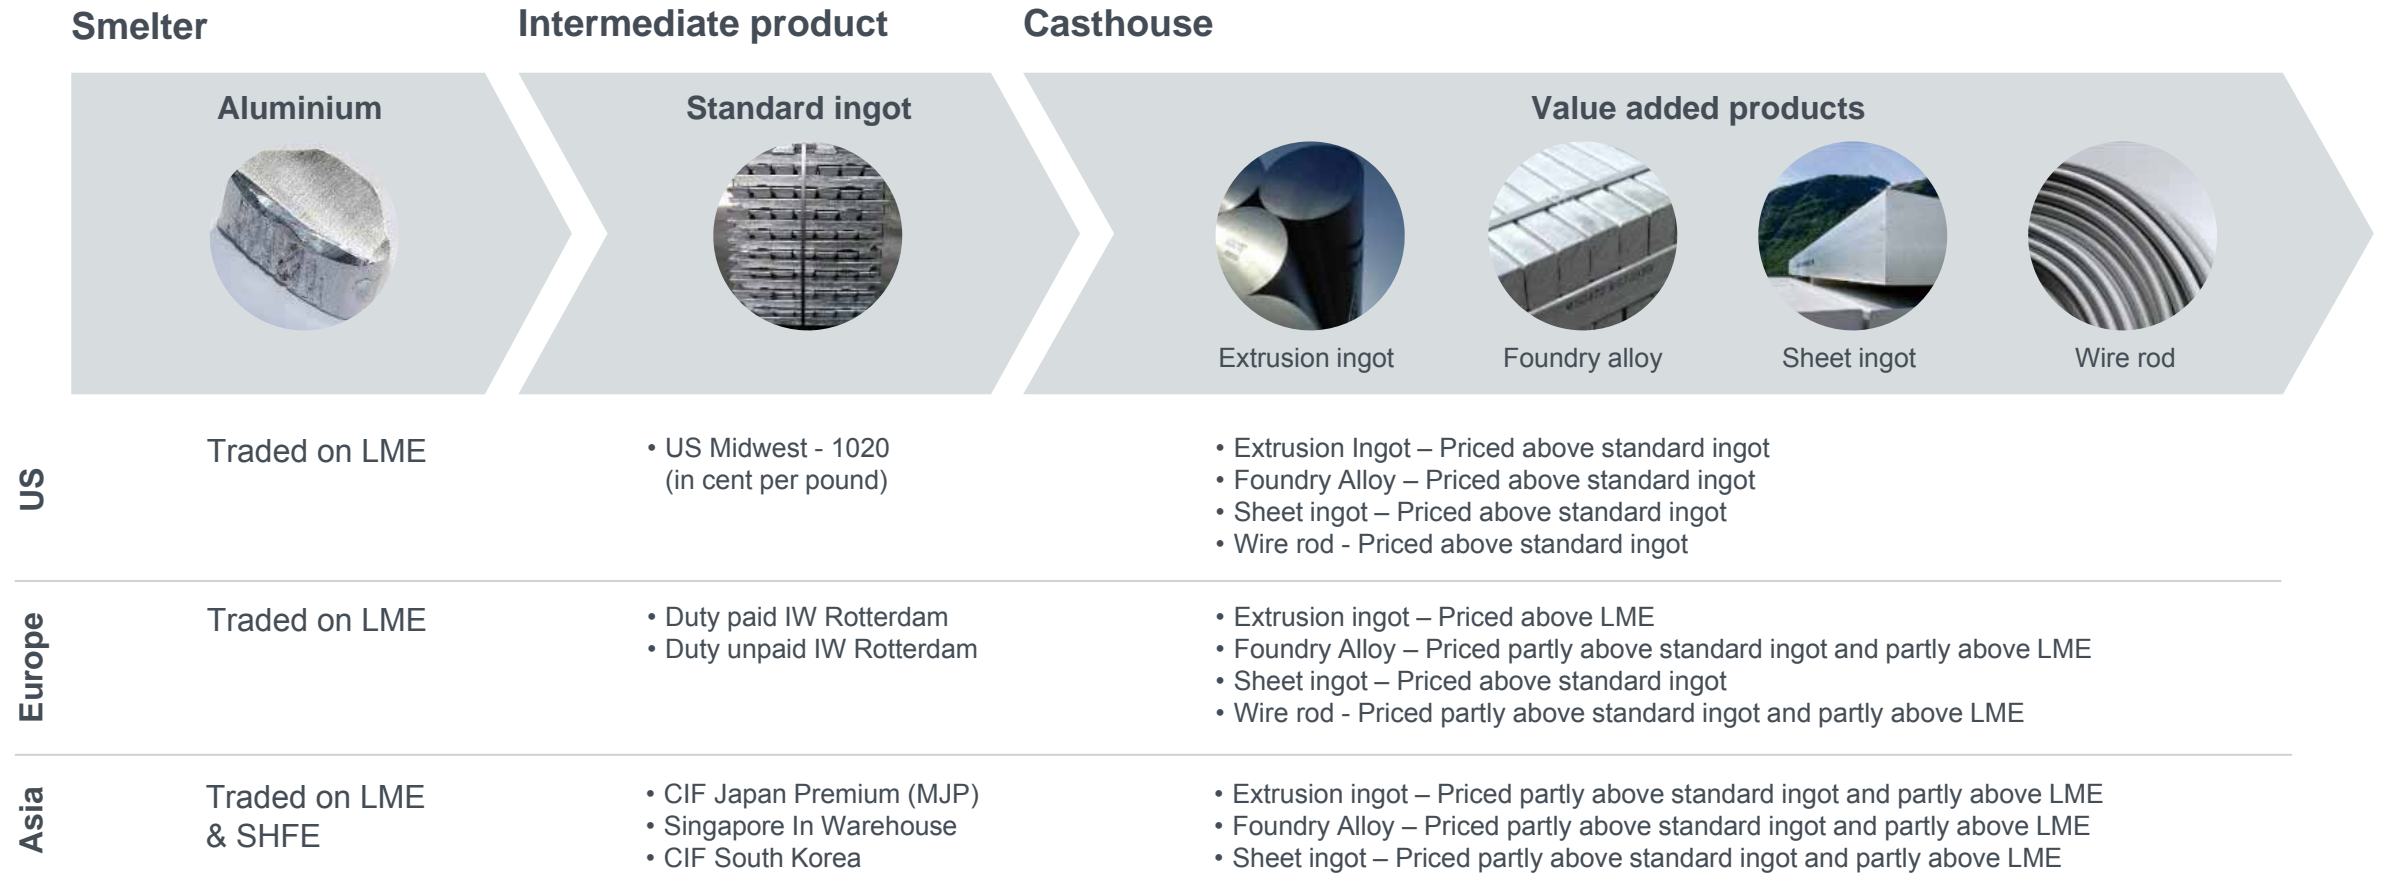 Smelter
Intermediate product
Casthouse
Aluminium
Standard ingot
Value added products
Extrusion ingot
Foundry alloy
Sheet ingot
Wire rod
US
Traded on LME
• US Midwest - 1020
(in cent per pound)
• Extrusion Ingot – Priced above standard ingot
• Foundry Alloy – Priced above standard ingot
• Sheet ingot – Priced above standard ingot
• Wire rod - Priced above standard ingot
Europe
Traded on LME
• Duty paid IW Rotterdam
• Duty unpaid IW Rotterdam
• Extrusion ingot – Priced above LME
• Foundry Alloy – Priced partly above standard ingot and partly above LME
• Sheet ingot – Priced above standard ingot
• Wire rod - Priced partly above standard ingot and partly above LME
Asia
Traded on LME
& SHFE
• CIF Japan Premium (MJP)
• Singapore In Warehouse
• CIF South Korea
• Extrusion ingot – Priced partly above standard ingot and partly above LME
• Foundry Alloy – Priced partly above standard ingot and partly above LME
• Sheet ingot – Priced partly above standard ingot and partly above LME